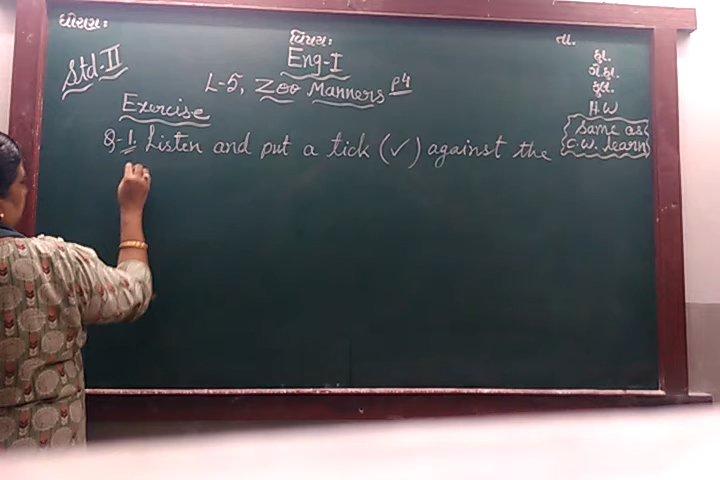 ધોરણઃ
વિષયઃ
તા.
Std-II
Eng-I
હા.
ગેહા.
કુલ.
L-5, Zoo Manners P4
H.W
Exercise
Same as
C.W. learn
Q-1. Listen and put a tick (✓) against the